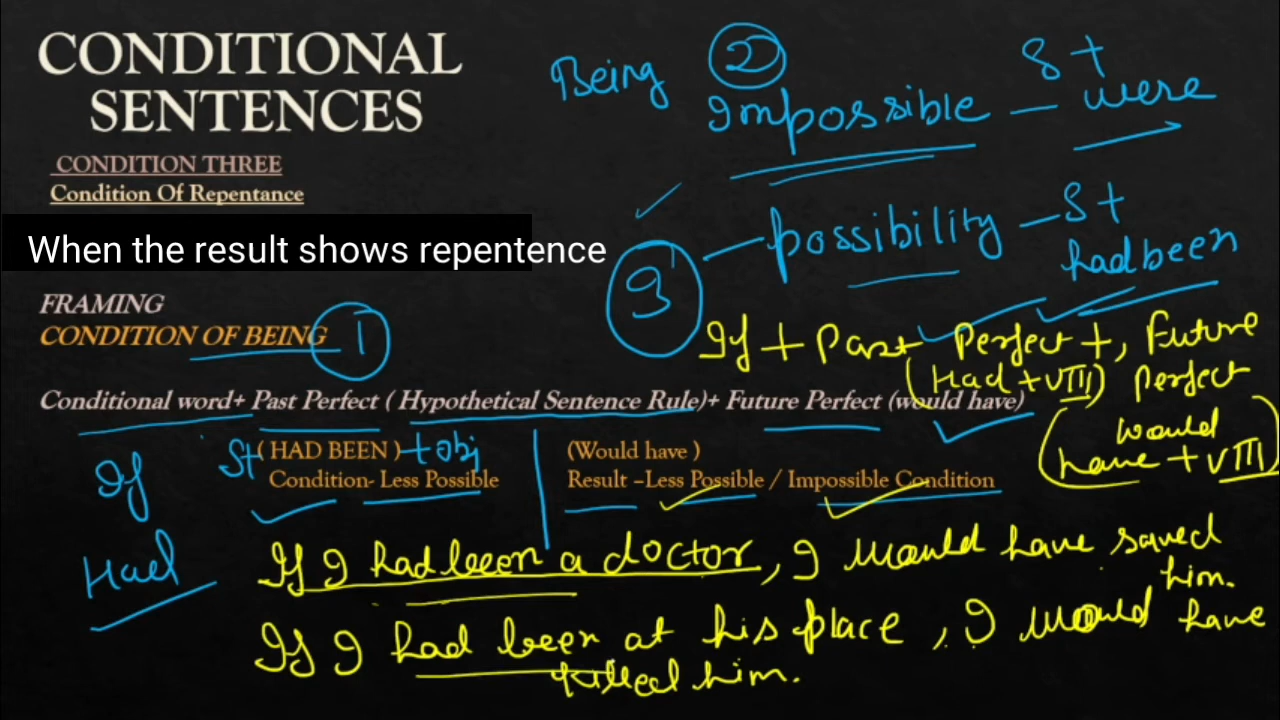 CONDITIONAL
SENTENCES
CONDITION THREE
Condition Of Repentance
When the result shows repentence
Being ② Impossible – S + were
③ – possibility – S + had been
FRAMING
CONDITION OF BEING ①
If + Past Perfect +, Future
(Had + VIII) Perfect
Conditional word+ Past Perfect ( Hypothetical Sentence Rule)+ Future Perfect (would have)
(would
have + VIII)
If S+ ( HAD BEEN ) + obj (Would have )
Condition- Less Possible Result –Less Possible / Impossible Condition
Had
If I had been a doctor, I would have saved
him.
If I had been at his place, I would have
killed him.